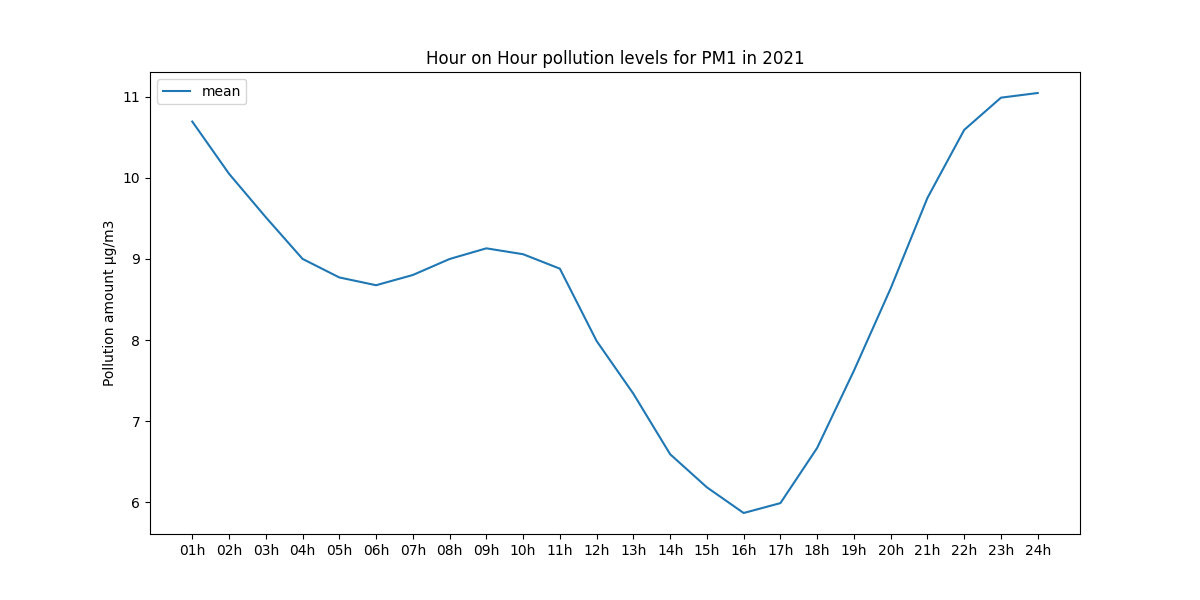 Hour on Hour pollution levels for PM1 in 2021
mean
Pollution amount µg/m3
11
10
9
8
7
6
01h 02h 03h 04h 05h 06h 07h 08h 09h 10h 11h 12h 13h 14h 15h 16h 17h 18h 19h 20h 21h 22h 23h 24h